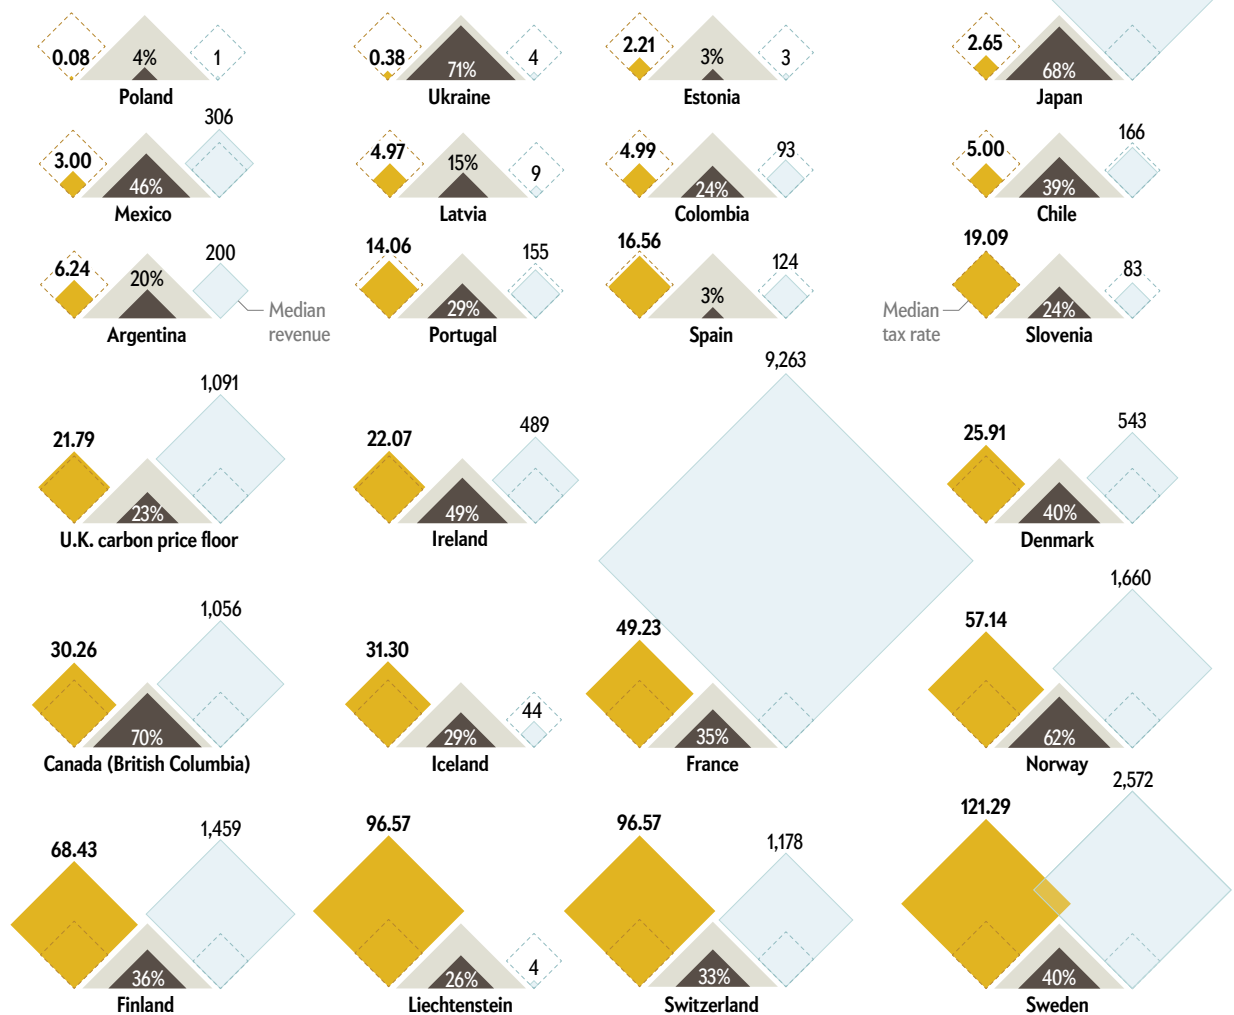 0.08
4%
1
Poland
0.38
71%
4
Ukraine
2.21
3%
3
Estonia
2.65
68%
Japan
3.00
46%
306
Mexico
4.97
15%
9
Latvia
4.99
24%
93
Colombia
5.00
39%
166
Chile
6.24
20%
200
Argentina
Median
revenue
14.06
29%
155
Portugal
16.56
3%
124
Spain
19.09
24%
83
Slovenia
Median
tax rate
21.79
23%
1,091
U.K. carbon price floor
22.07
49%
489
Ireland
9,263
25.91
40%
543
Denmark
30.26
70%
1,056
Canada (British Columbia)
31.30
29%
44
Iceland
49.23
35%
France
57.14
62%
1,660
Norway
68.43
36%
1,459
Finland
96.57
26%
4
Liechtenstein
96.57
33%
1,178
Switzerland
121.29
40%
2,572
Sweden